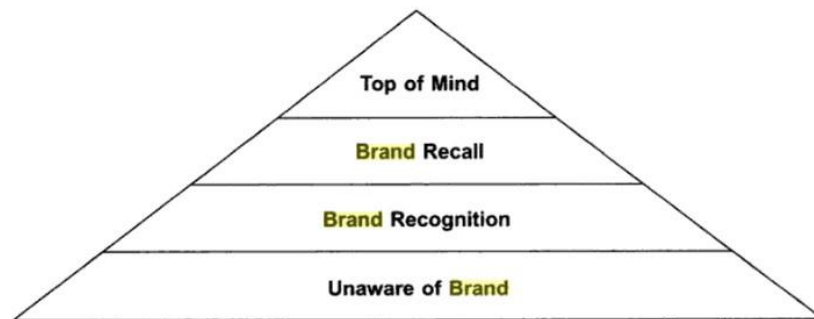 Top of Mind
Brand Recall
Brand Recognition
Unaware of Brand